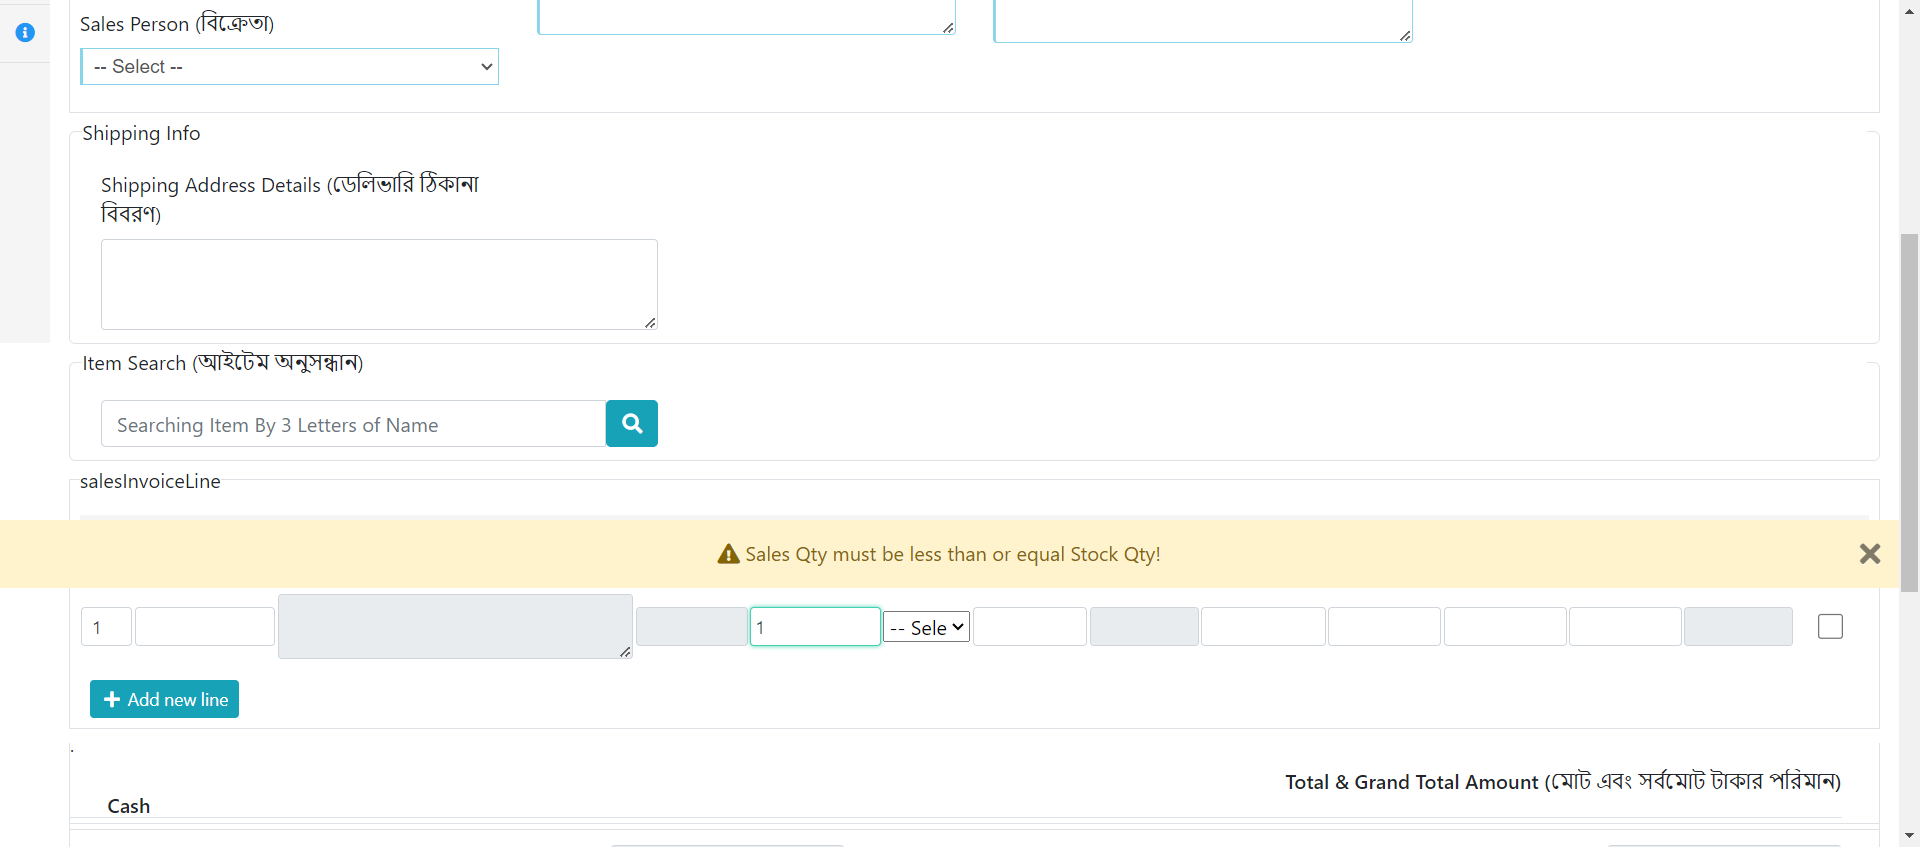 Sales Person (বিক্রেতা)
-- Select --
Shipping Info
Shipping Address Details (ডেলিভারি ঠিকানা
বিবরণ)
Item Search (আইটেম অনুসন্ধান)
Searching Item By 3 Letters of Name
salesInvoiceLine
Sales Qty must be less than or equal Stock Qty!
1 1 -- Sele
Add new line
.
Total & Grand Total Amount (মোট এবং সর্বমোট টাকার পরিমান)
Cash